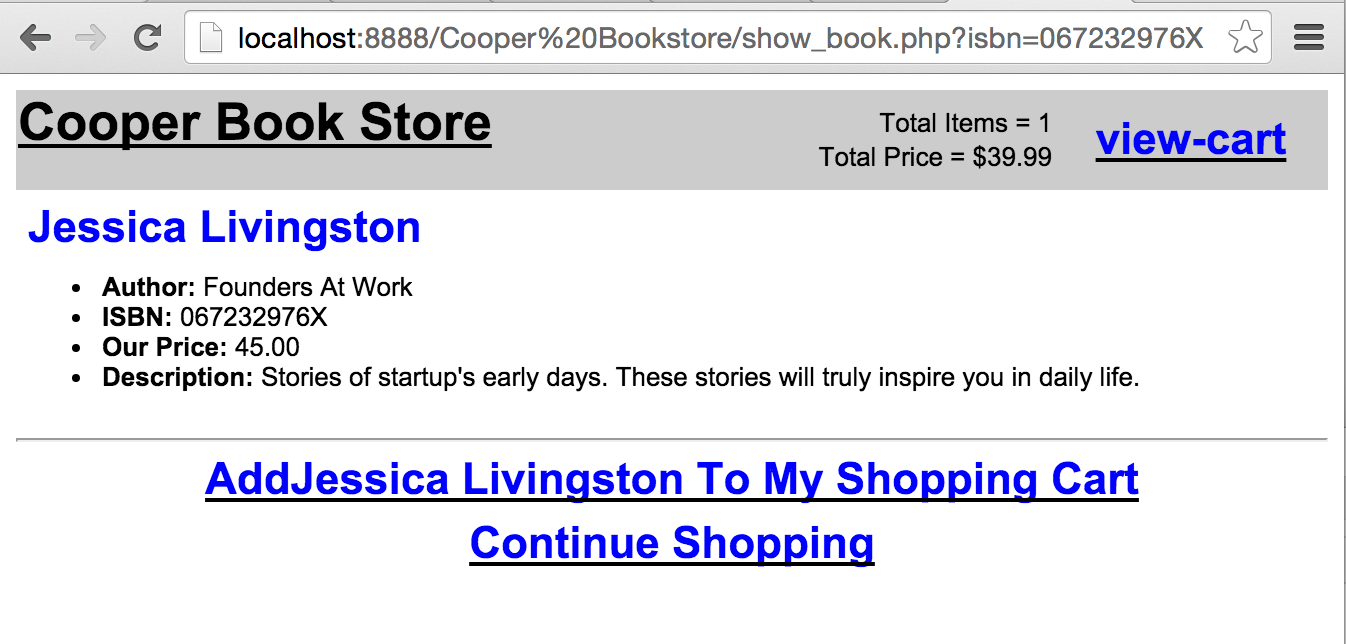 localhost:8888/Cooper%20Bookstore/show_book.php?isbn=067232976X
Cooper Book Store
Total Items = 1
Total Price = $39.99
view-cart
Jessica Livingston
• Author: Founders At Work
• ISBN: 067232976X
• Our Price: 45.00
• Description: Stories of startup's early days. These stories will truly inspire you in daily life.
AddJessica Livingston To My Shopping Cart
Continue Shopping